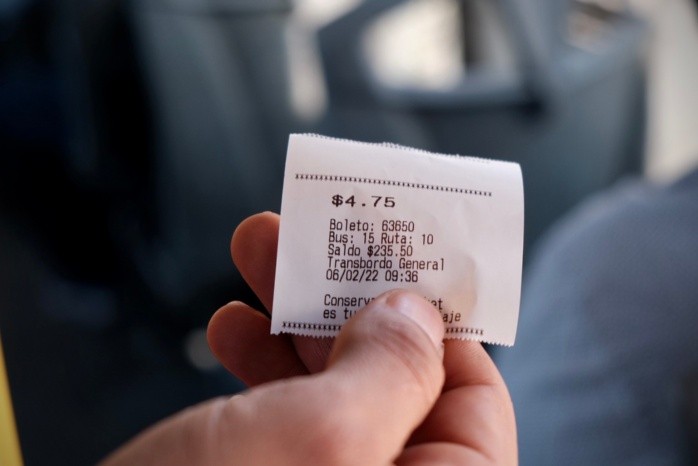 $4.75
Boleto: 63650
Bus: 15 Ruta: 10
Saldo $235.50
Transbordo General
06/02/22 09:36
Conserva
es tu